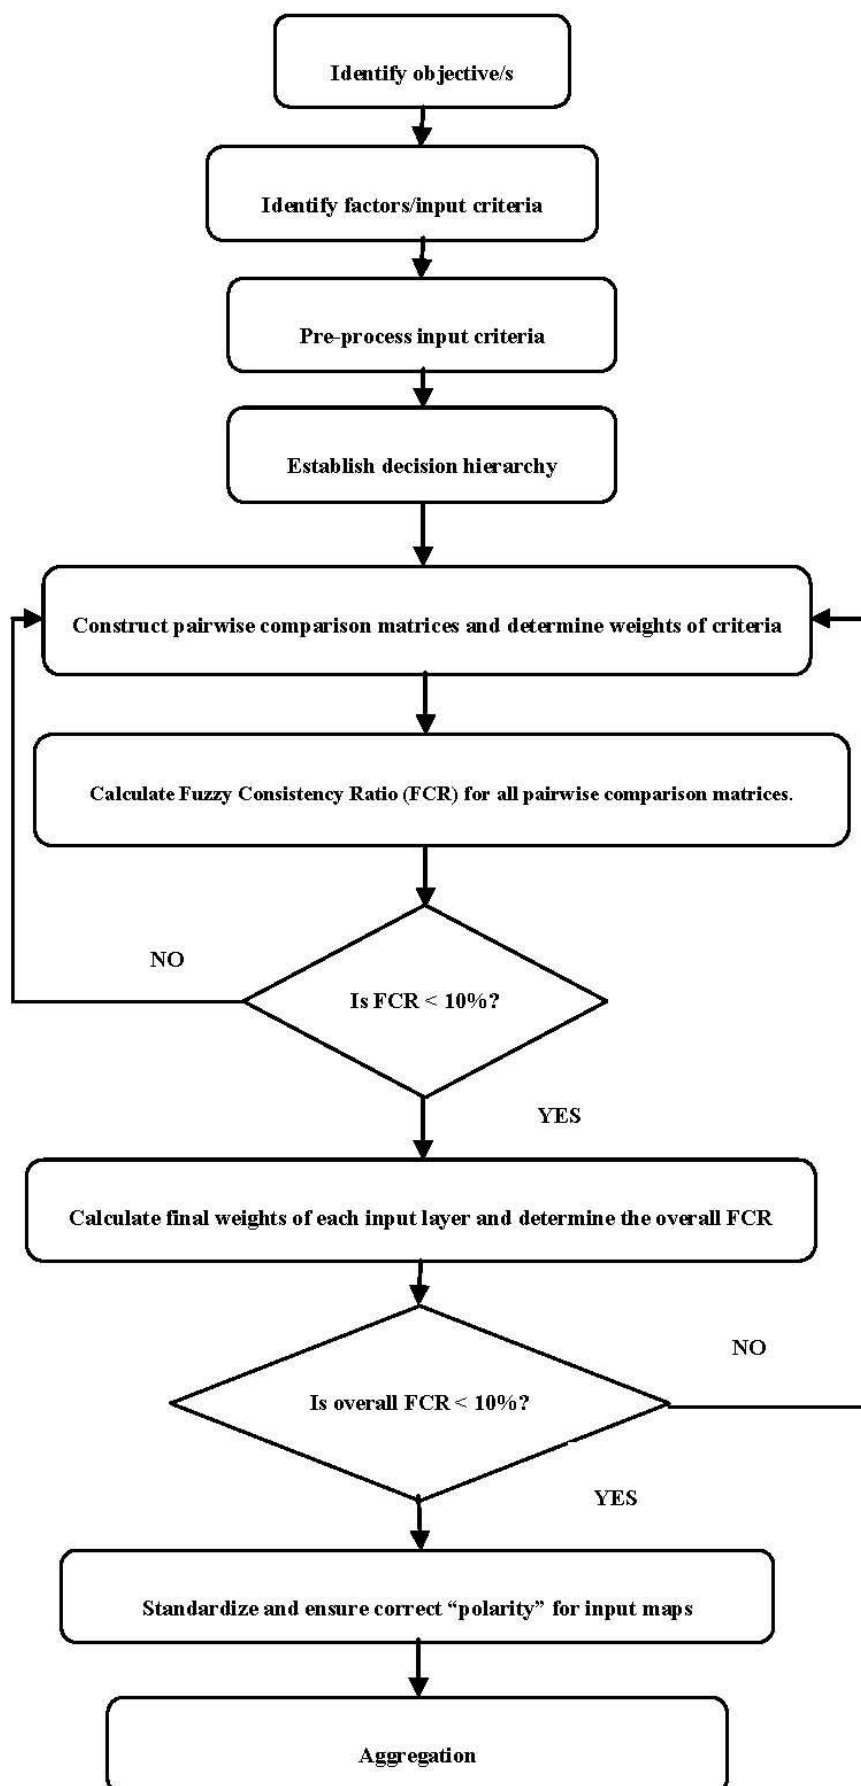 Identify objective/s
Identify factors/input criteria
Pre-process input criteria
Establish decision hierarchy
Construct pairwise comparison matrices and determine weights of criteria
Calculate Fuzzy Consistency Ratio (FCR) for all pairwise comparison matrices.
NO
Is FCR < 10%?
YES
Calculate final weights of each input layer and determine the overall FCR
NO
Is overall FCR < 10%?
YES
Standardize and ensure correct “polarity” for input maps
Aggregation